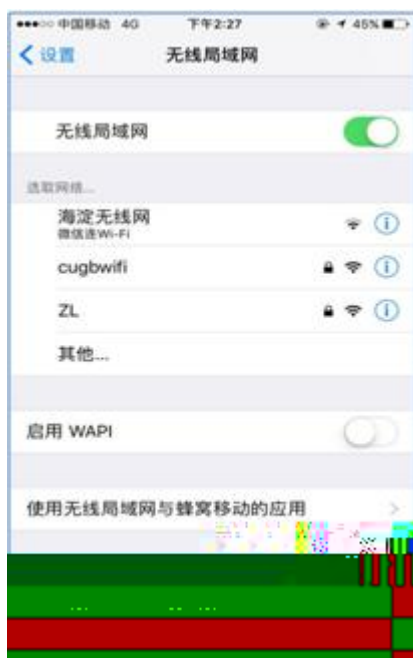 中国移动 4G 下午2:27 45%
设置 无线局域网
无线局域网
选取网络...
海淀无线网
微信连Wi-Fi
cugbwifi
ZL
其他...
启用 WAPI
使用无线局域网与蜂窝移动的应用